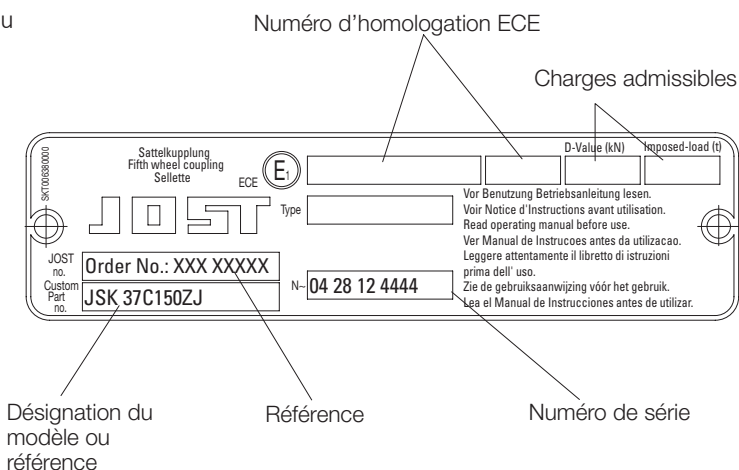 u
Numéro d'homologation ECE
Charges admissibles
SKT006680000
Sattelkupplung
Fifth wheel coupling
Sellette
ECE
E1
D-Value (kN)
Imposed-load (t)
JOST
Type
Vor Benutzung Betriebsanleitung lesen.
Voir Notice d'Instructions avant utilisation.
Read operating manual before use.
Ver Manual de Instrucoes antes da utilizacao.
Leggere attentamente il libretto di istruzioni
prima dell' uso.
Zie de gebruiksaanwijzing vóór het gebruik.
Lea el Manual de Instrucciones antes de utilizar.
JOST
no.
Order No.: XXX XXXXX
Custom
Part
no.
JSK 37C150ZJ
N~
04 28 12 4444
Désignation du
modèle ou
référence
Référence
Numéro de série